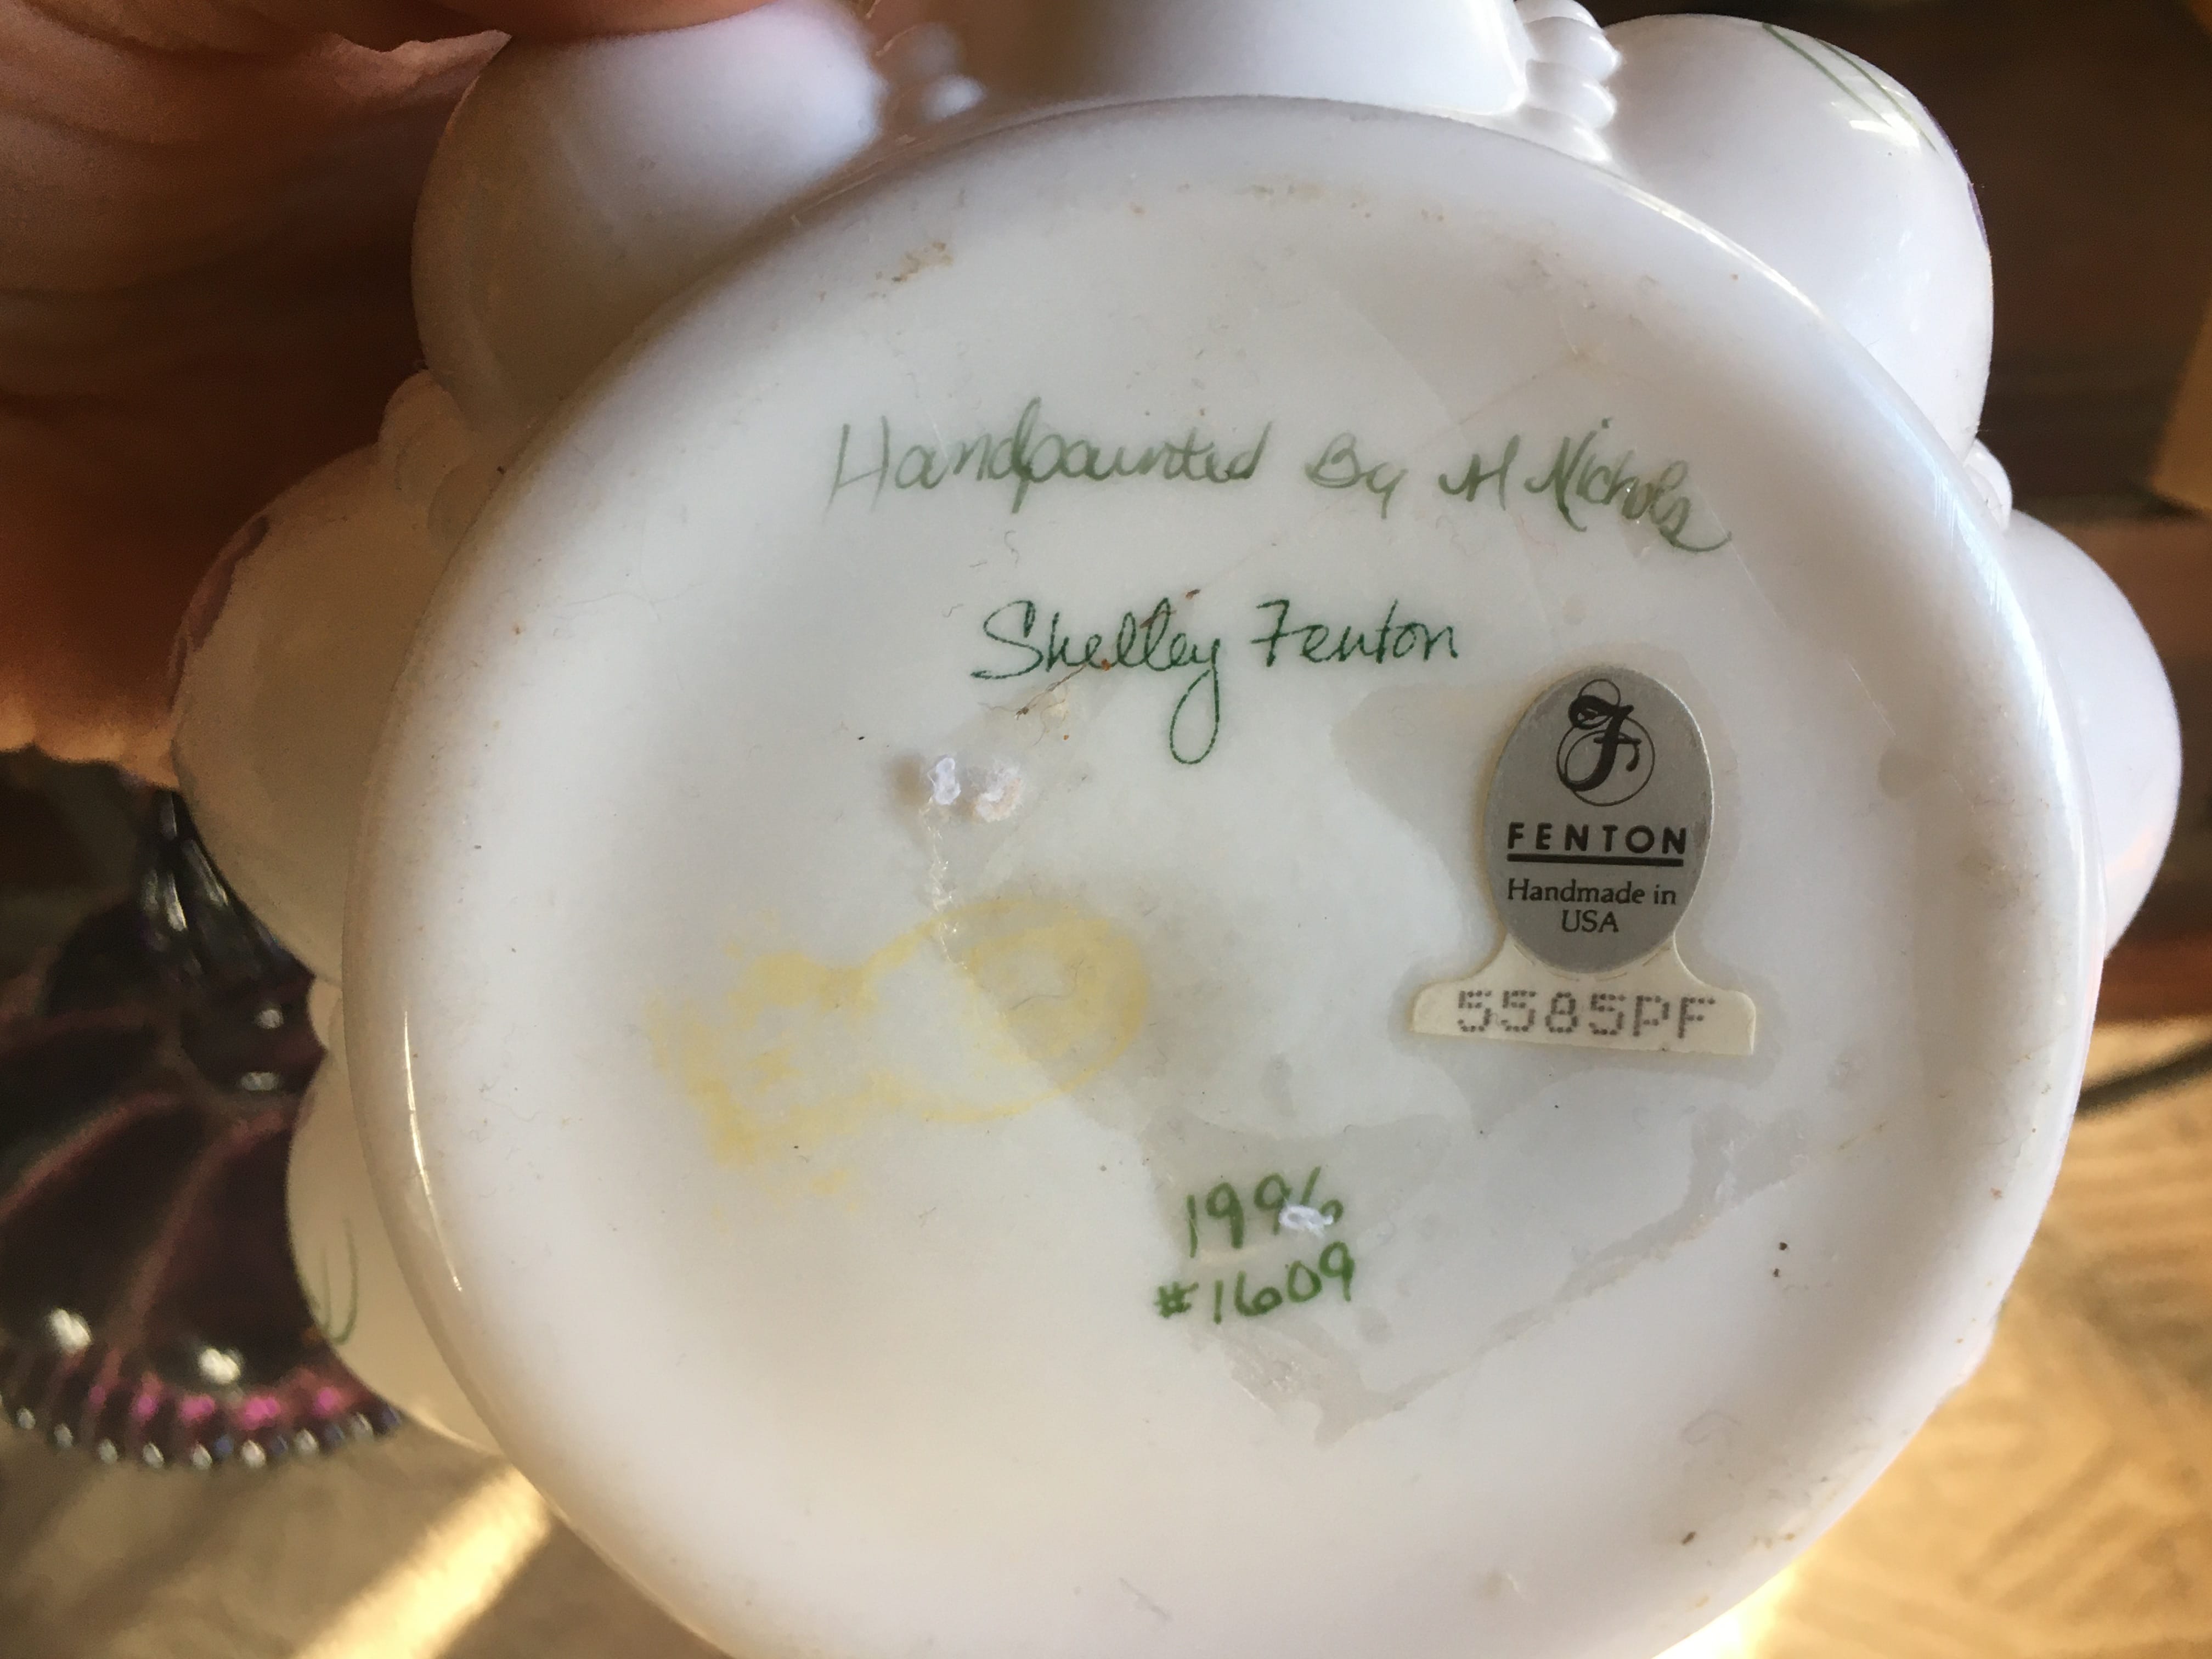 Handpainted By M Nichols
Shelley Fenton
F
FENTON
Handmade in
USA
5585PF
1996
#1609